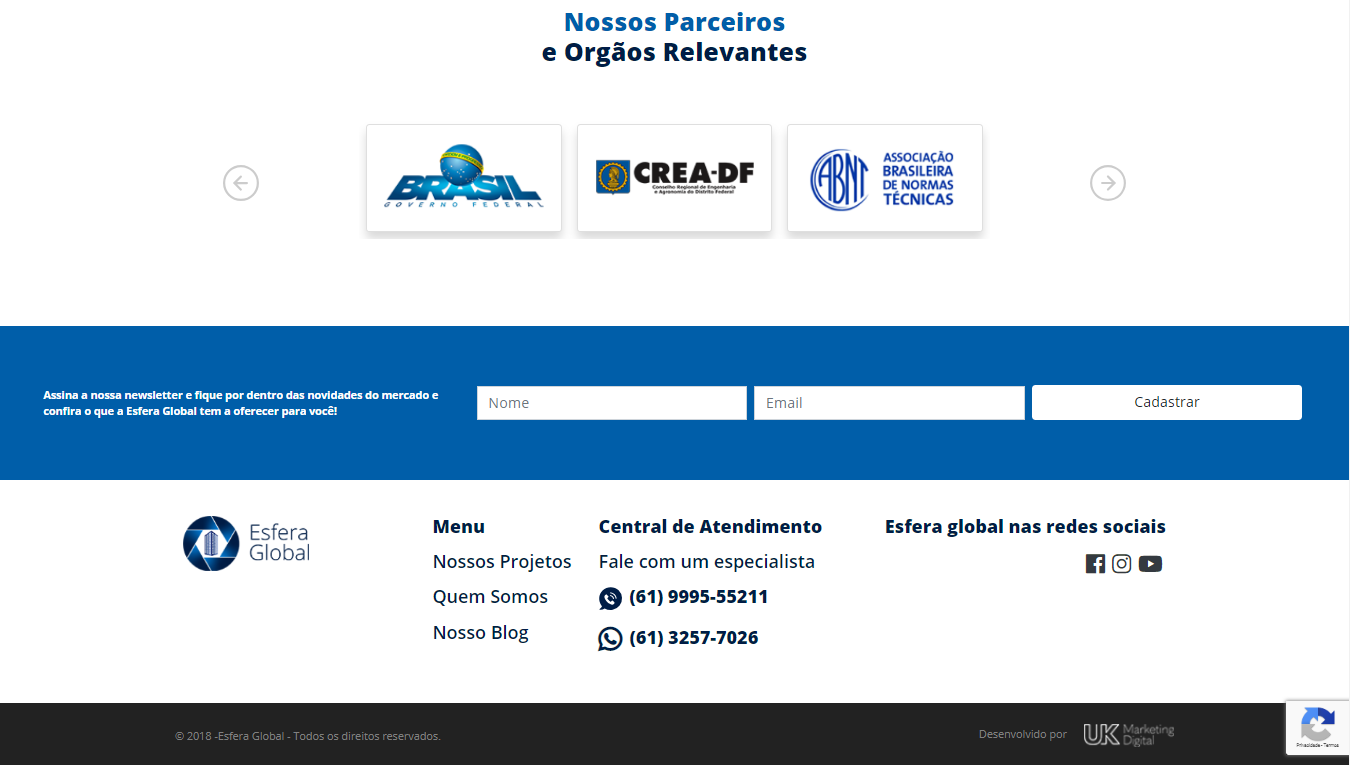 Nossos Parceiros
e Orgãos Relevantes
BRASIL
GOVERNO FEDERAL
CREA-DF
Conselho Regional de Engenharia
e Agronomia do Distrito Federal
ABNT
ASSOCIAÇÃO
BRASILEIRA
DE NORMAS
TÉCNICAS
Assina a nossa newsletter e fique por dentro das novidades do mercado e
confira o que a Esfera Global tem a oferecer para você!
Nome
Email
Cadastrar
Esfera
Global
Menu
Nossos Projetos
Quem Somos
Nosso Blog
Central de Atendimento
Fale com um especialista
(61) 9995-55211
(61) 3257-7026
Esfera global nas redes sociais
© 2018 -Esfera Global - Todos os direitos reservados.
Desenvolvido por
UK Marketing
Digital
Privacidade - Termos